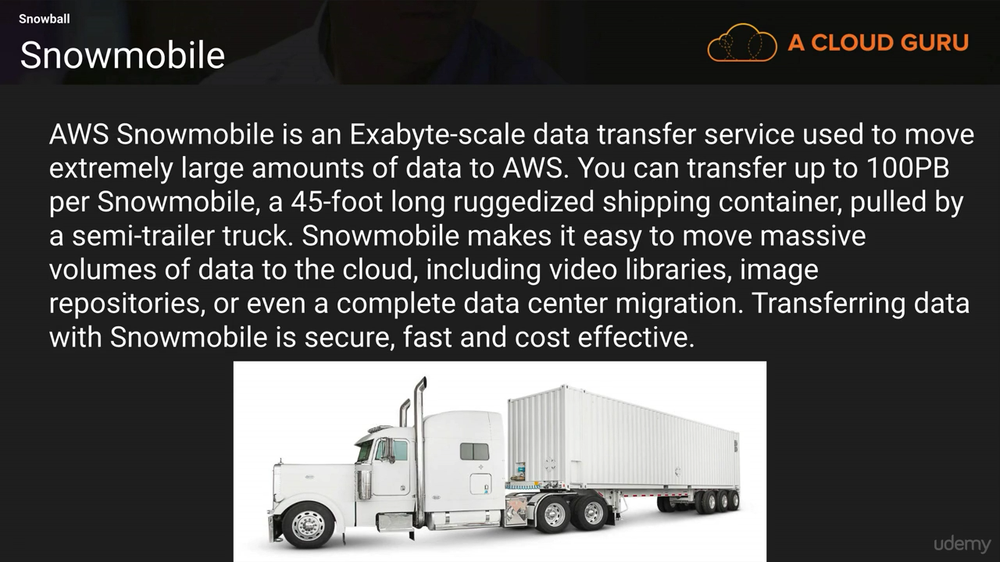 Snowball
Snowmobile
A CLOUD GURU
AWS Snowmobile is an Exabyte-scale data transfer service used to move
extremely large amounts of data to AWS. You can transfer up to 100PB
per Snowmobile, a 45-foot long ruggedized shipping container, pulled by
a semi-trailer truck. Snowmobile makes it easy to move massive
volumes of data to the cloud, including video libraries, image
repositories, or even a complete data center migration. Transferring data
with Snowmobile is secure, fast and cost effective.
udemy